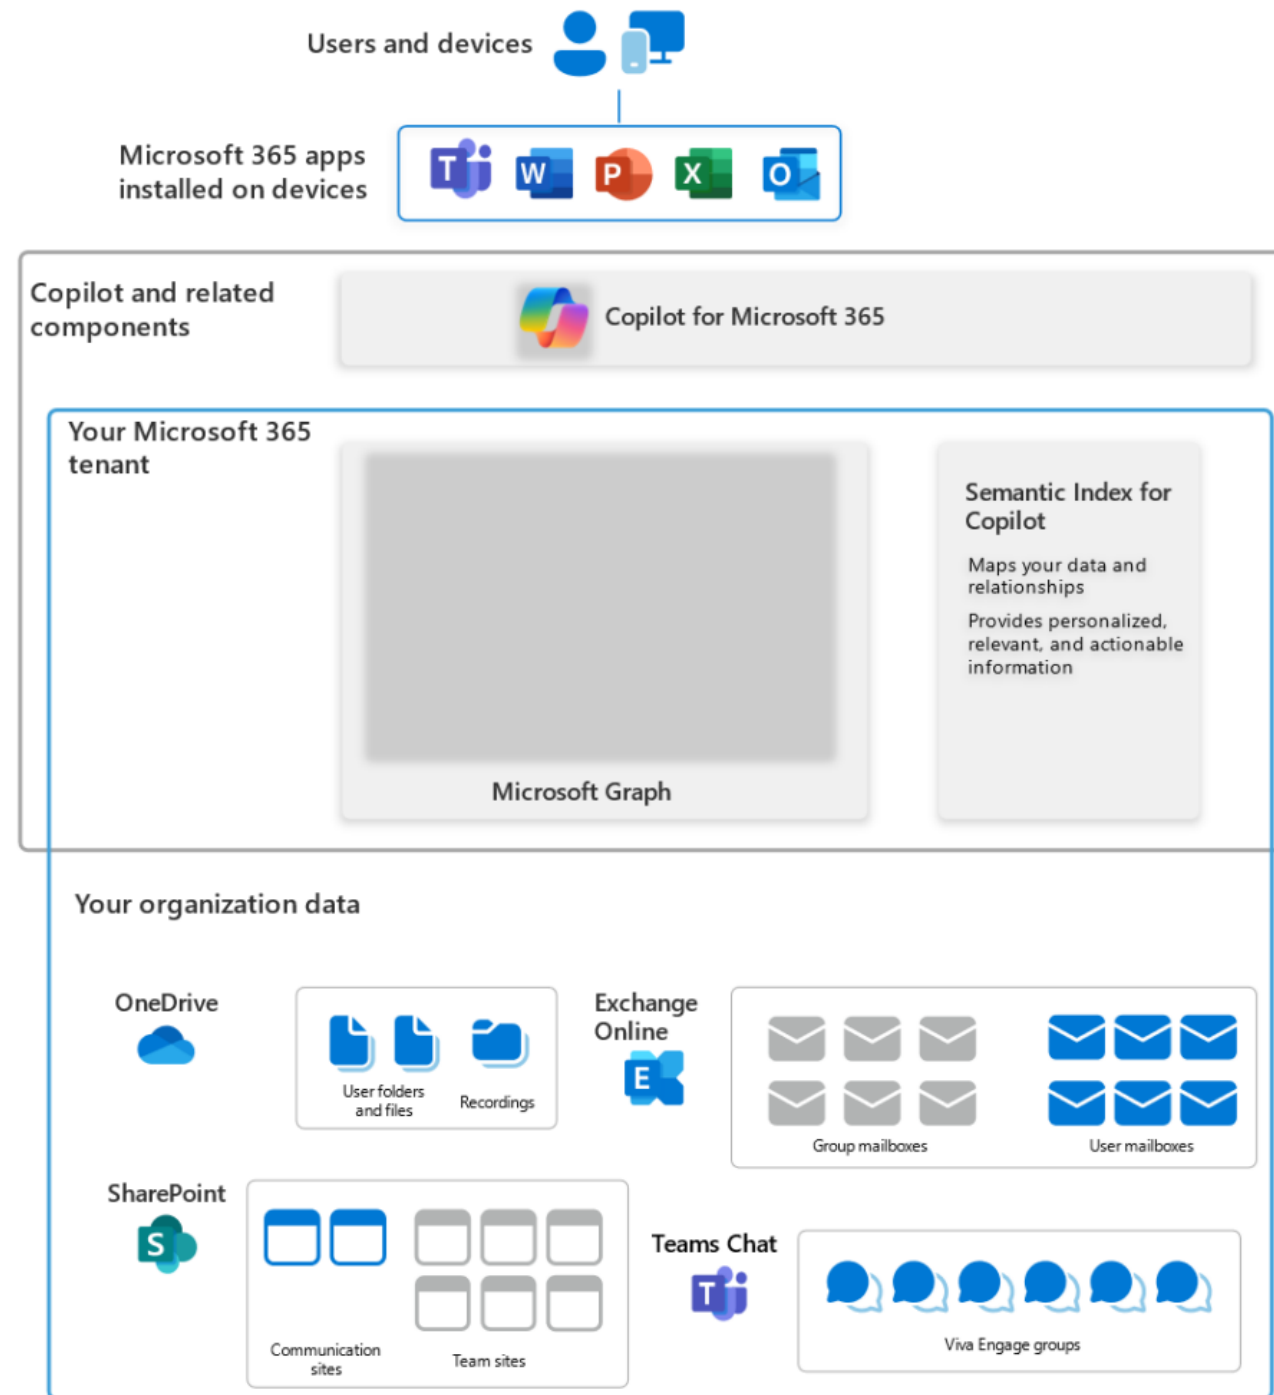 Users and devices
Microsoft 365 apps
installed on devices
T
W
P
X
O
Copilot and related
components
Copilot for Microsoft 365
Your Microsoft 365
tenant
Semantic Index for
Copilot
Maps your data and
relationships
Provides personalized,
relevant, and actionable
information
Microsoft Graph
Your organization data
OneDrive
User folders
and files
Recordings
Exchange
Online
E
Group mailboxes
User mailboxes
SharePoint
S
Communication
sites
Team sites
Teams Chat
T
Viva Engage groups